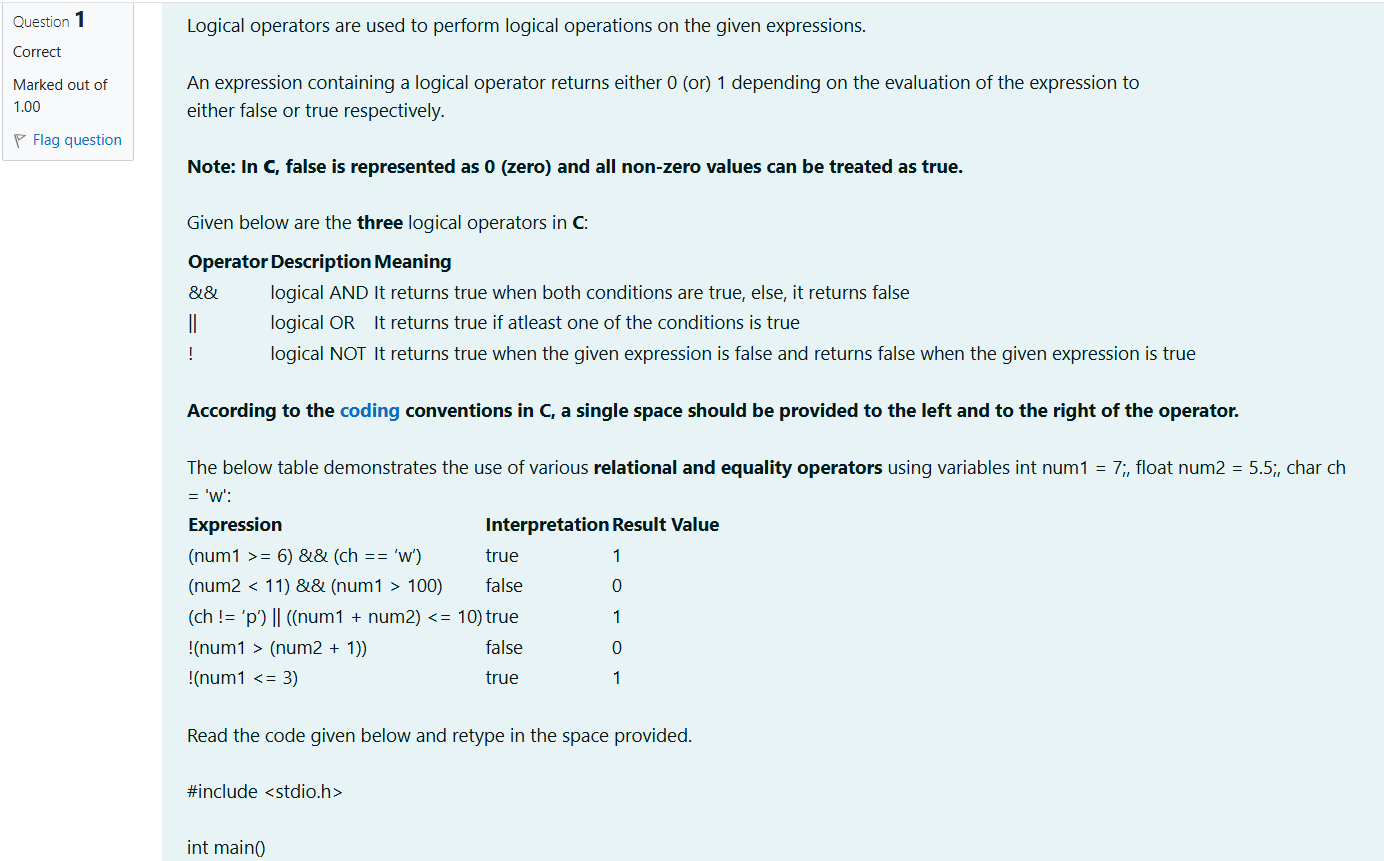 Question 1
Correct
Marked out of
1.00
Flag question
Logical operators are used to perform logical operations on the given expressions.
An expression containing a logical operator returns either 0 (or) 1 depending on the evaluation of the expression to
either false or true respectively.
Note: In C, false is represented as 0 (zero) and all non-zero values can be treated as true.
Given below are the three logical operators in C:
Operator Description Meaning
&& logical AND It returns true when both conditions are true, else, it returns false
|| logical OR It returns true if atleast one of the conditions is true
! logical NOT It returns true when the given expression is false and returns false when the given expression is true
According to the coding conventions in C, a single space should be provided to the left and to the right of the operator.
The below table demonstrates the use of various relational and equality operators using variables int num1 = 7;, float num2 = 5.5;, char ch
= 'w':
Expression Interpretation Result Value
(num1 >= 6) && (ch == ‘w’) true 1
(num2 < 11) && (num1 > 100) false 0
(ch != ‘p’) || ((num1 + num2) <= 10) true 1
!(num1 > (num2 + 1)) false 0
!(num1 <= 3) true 1
Read the code given below and retype in the space provided.
#include <stdio.h>
int main()